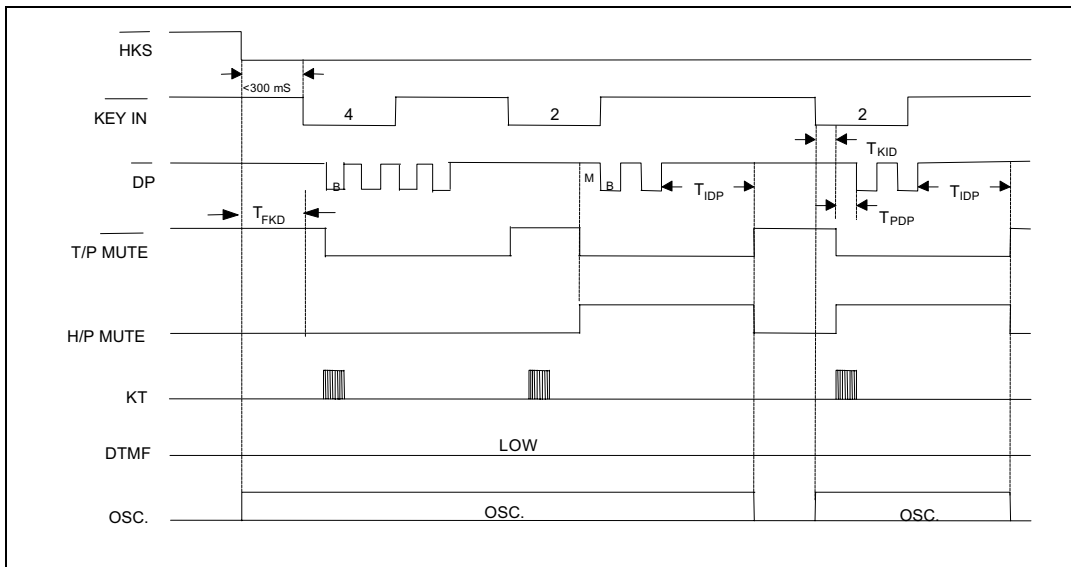 HKS
<300 mS
KEY IN
4
2
2
TKID
DP
B
M
B
TIDP
TIDP
TFKD
TPDP
T/P MUTE
H/P MUTE
KT
DTMF
LOW
OSC.
OSC.
OSC.